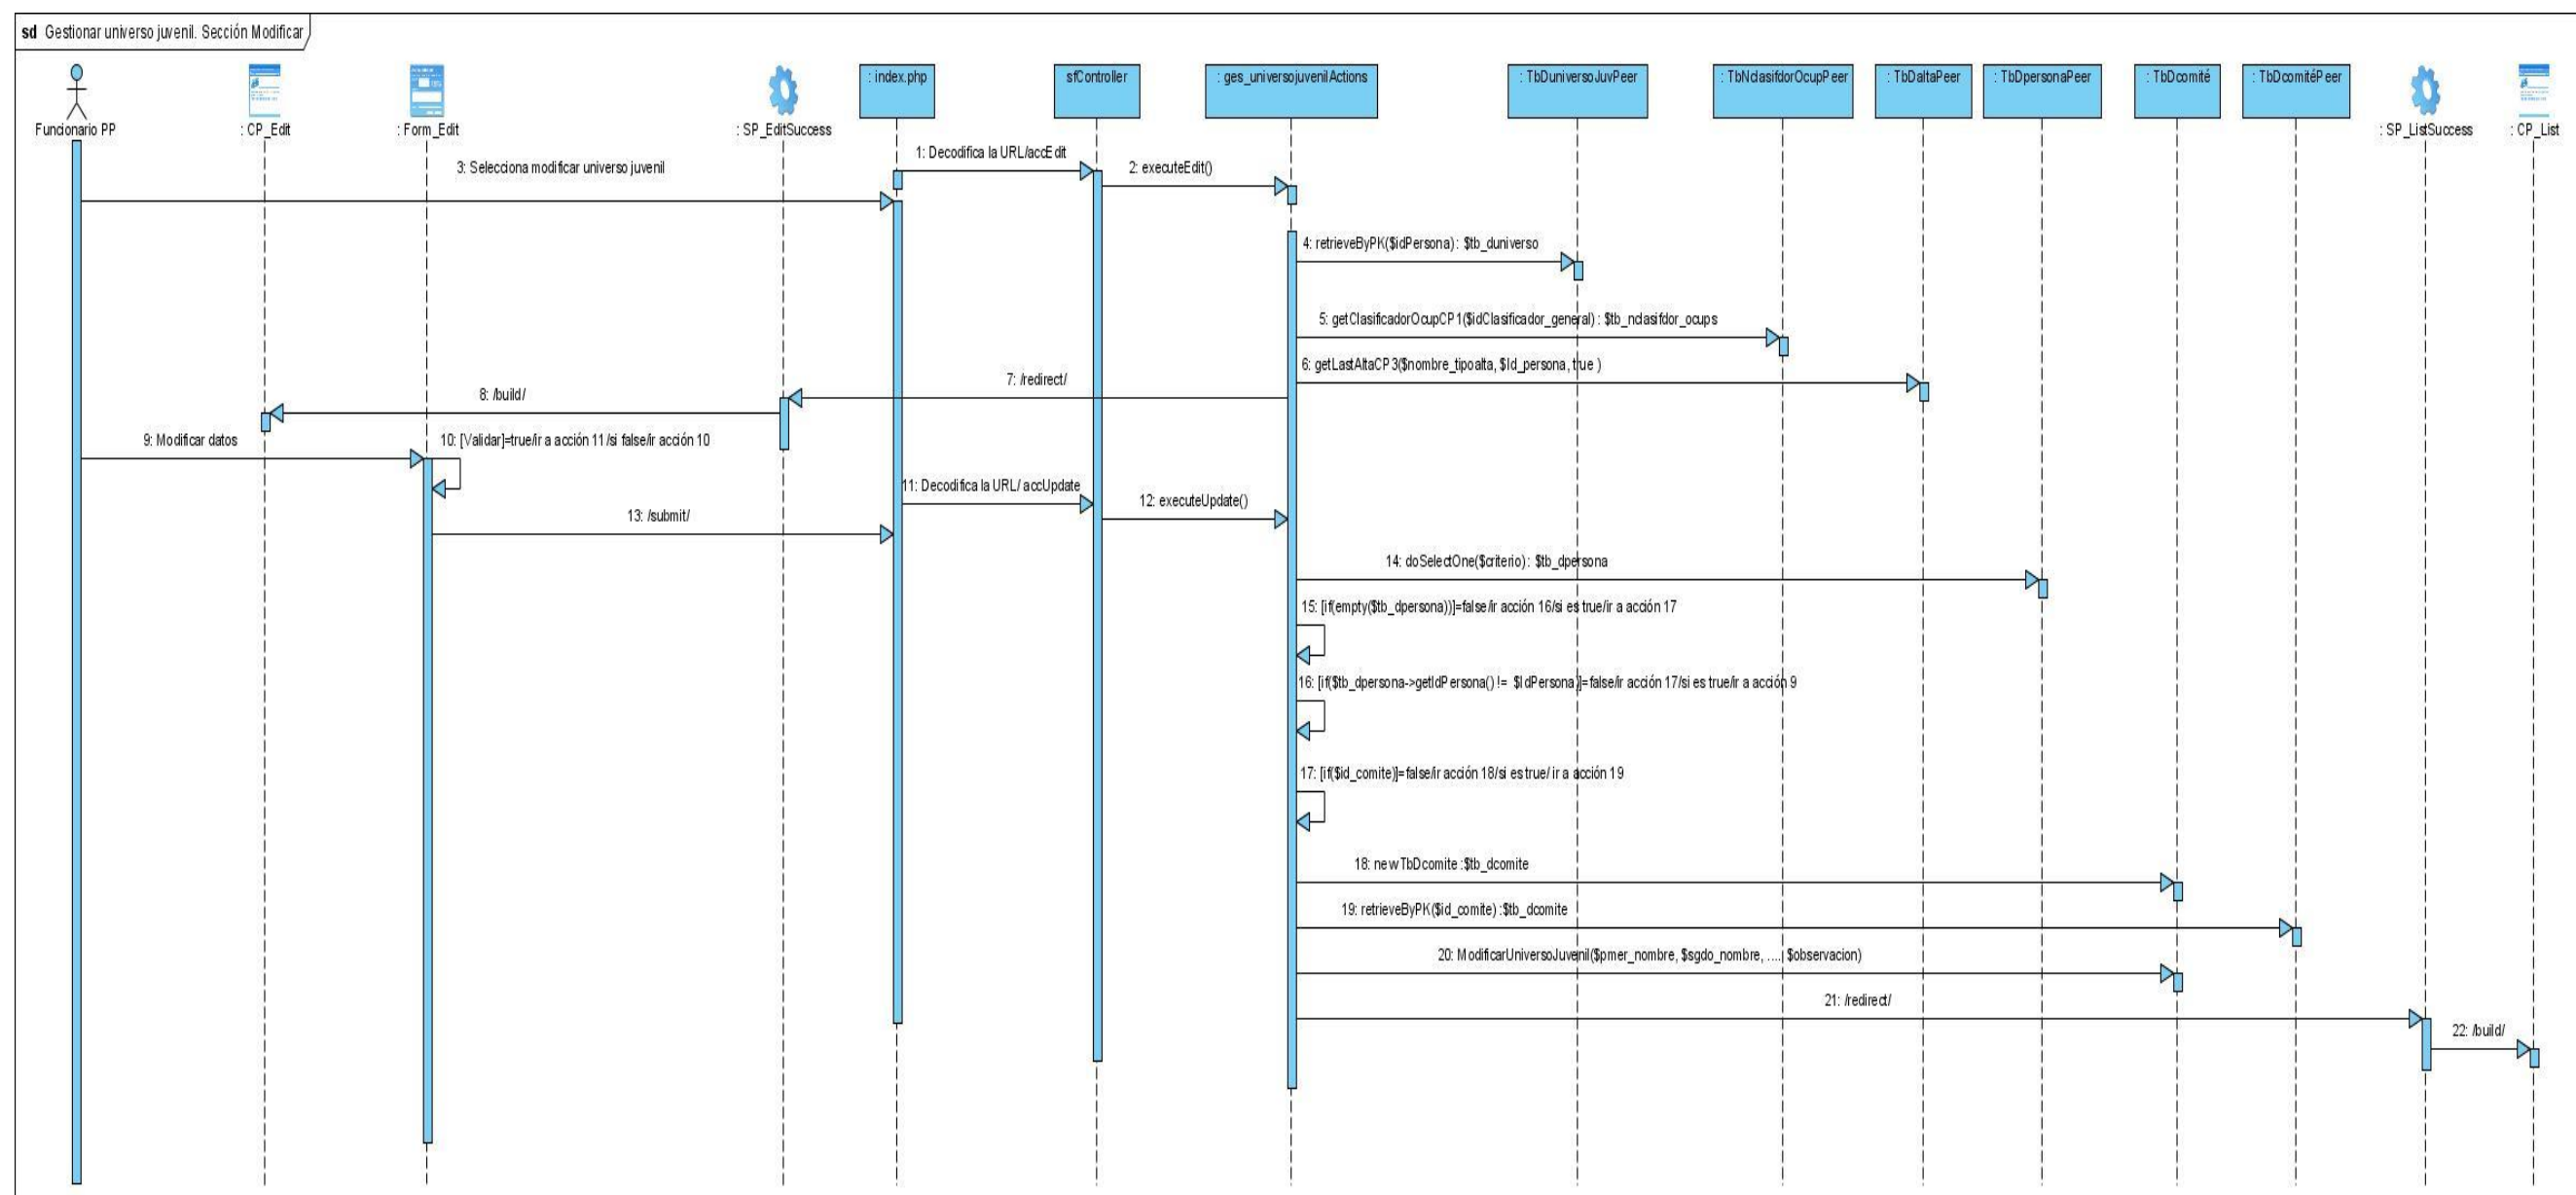 sd Gestionar universo juvenil. Sección Modificar
Funcionario PP
: CP_Edit
: Form_Edit
: SP_EditSuccess
: index.php
sfController
: ges_universojuvenilActions
: TbDuniversoJuvPeer
: TbNclasifdorOcupPeer
: TbDaltaPeer
: TbDpersonaPeer
: TbDcomité
: TbDcomitéPeer
: SP_ListSuccess
: CP_List
1: Decodifica la URL/accEdit
3: Selecciona modificar universo juvenil
2: executeEdit()
4: retrieveByPK($idPersona) : $tb_duniverso
5: getClasificadorOcupCP1($idClasificador_general) : $tb_nclasifdor_ocups
6: getLastAltaCP3($nombre_tipoalta, $Id_persona, true )
7: /redirect/
8: /build/
9: Modificar datos
10: [Validar]=true/ir a acción 11/si false/ir acción 10
11: Decodifica la URL/ accUpdate
12: executeUpdate()
13: /submit/
14: doSelectOne($criterio) : $tb_dpersona
15: [if(empty($tb_dpersona))]=false/ir acción 16/si es true/ir a acción 17
16: [if($tb_dpersona->getIdPersona() != $IdPersona)]=false/ir acción 17/si es true/ir a acción 9
17: [if($id_comite)]=false/ir acción 18/si es true/ ir a acción 19
18: new TbDcomite :$tb_dcomite
19: retrieveByPK($id_comite) :$tb_dcomite
20: ModificarUniversoJuvenil($pmer_nombre, $sgdo_nombre, ...., $observacion)
21: /redirect/
22: /build/